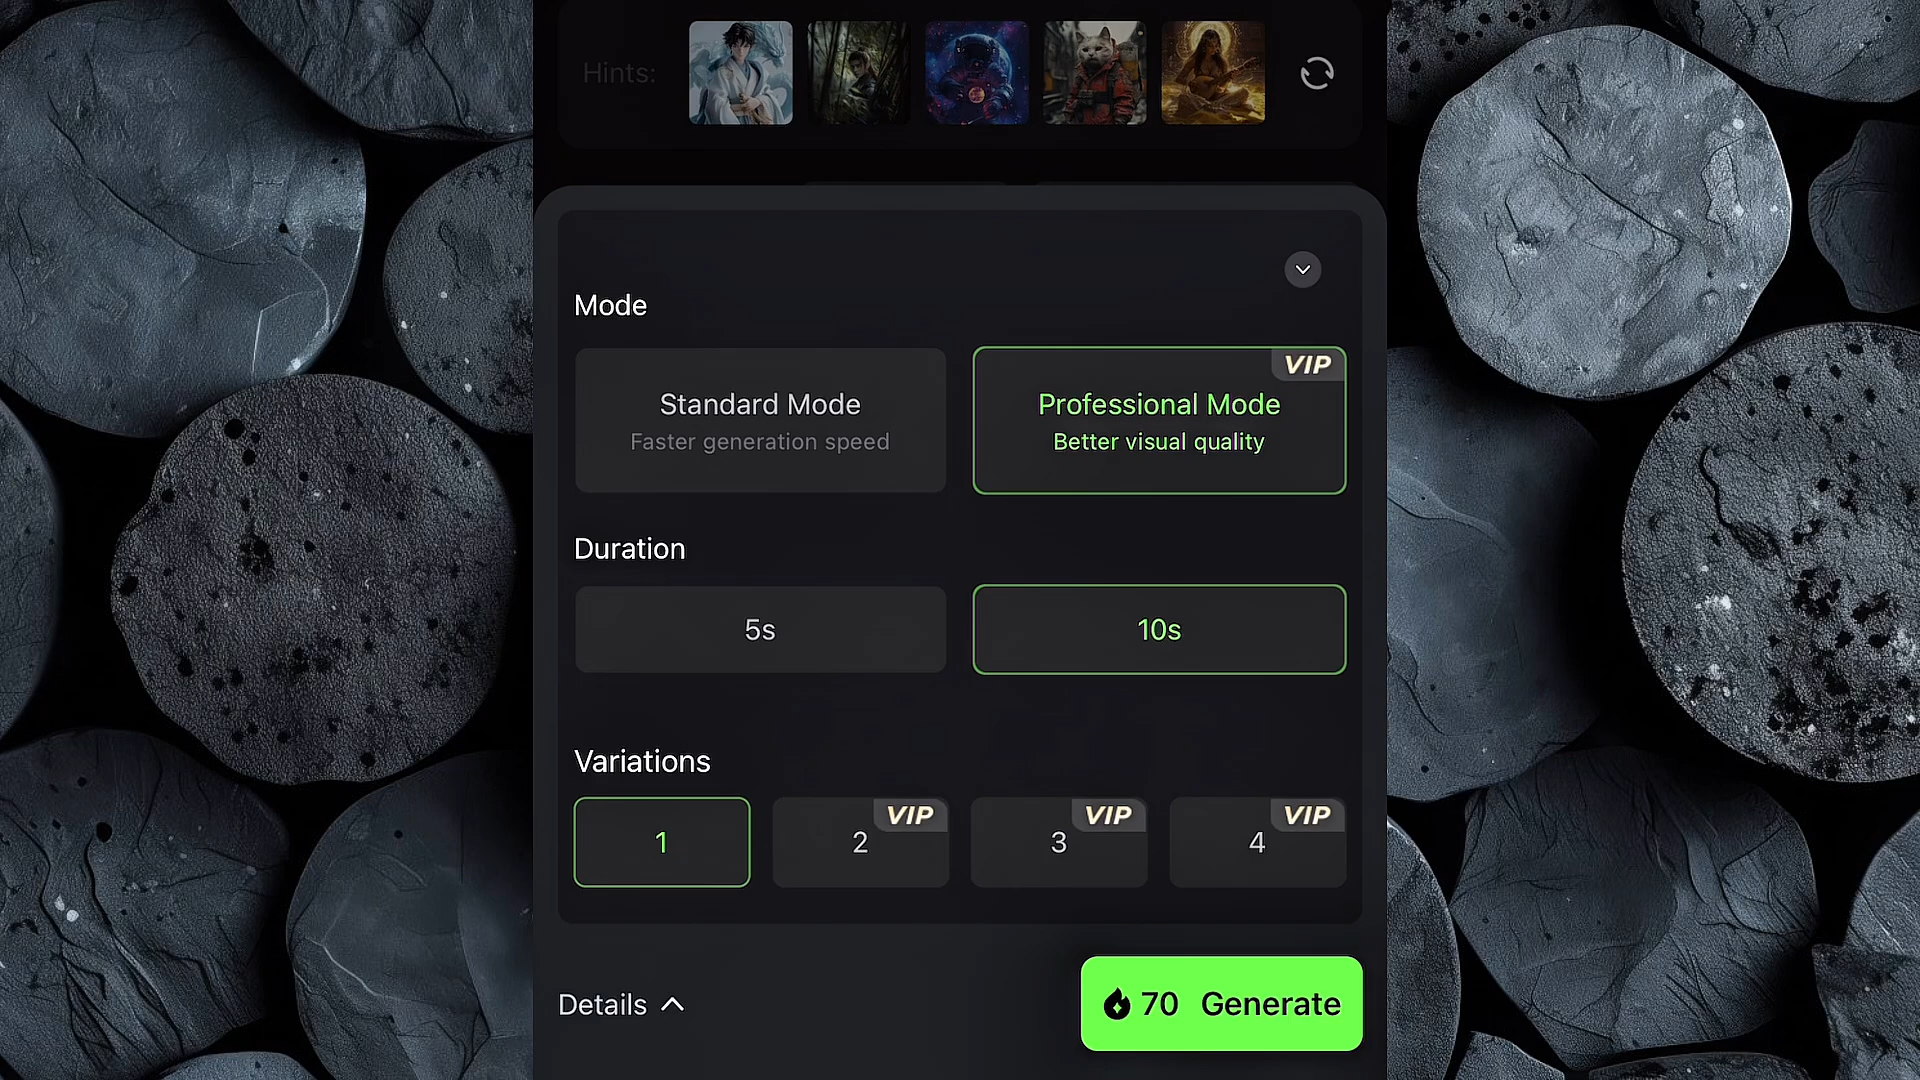 Hints:
Mode
Standard Mode
Faster generation speed
VIP
Professional Mode
Better visual quality
Duration
5s
10s
Variations
1
2
VIP
3
VIP
4
VIP
Details
70 Generate